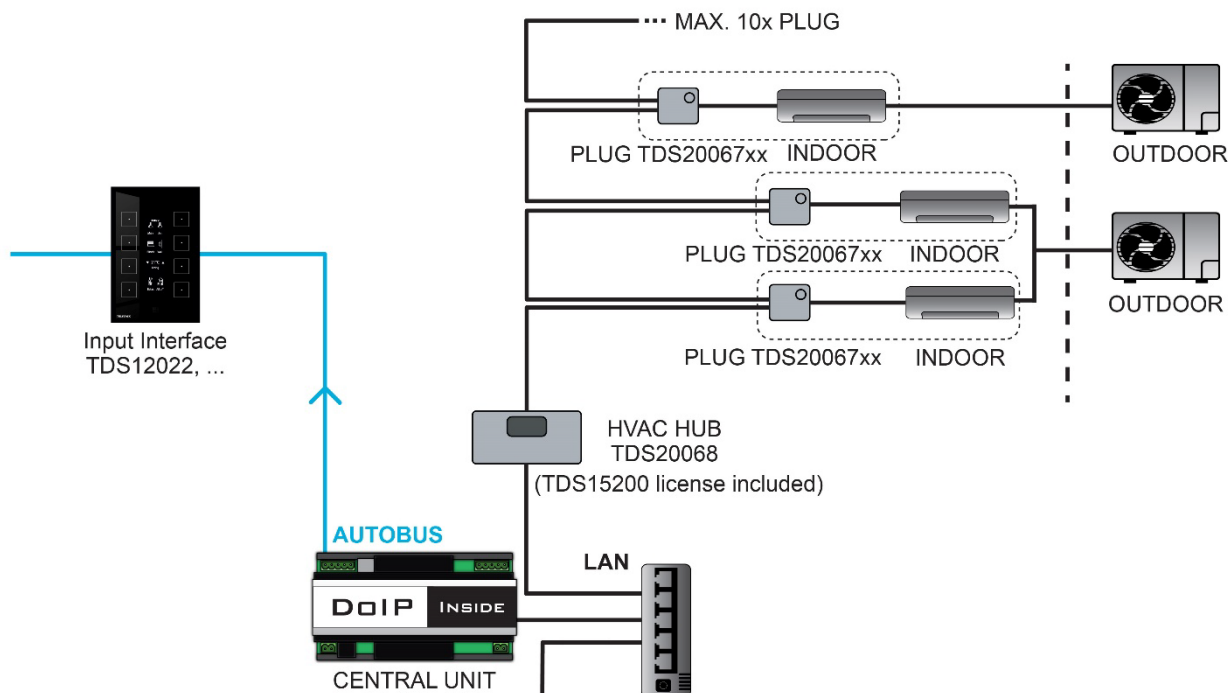 MAX. 10x PLUG
PLUG TDS20067xx
INDOOR
OUTDOOR
PLUG TDS20067xx
INDOOR
OUTDOOR
PLUG TDS20067xx
INDOOR
Input Interface
TDS12022, ...
HVAC HUB
TDS20068
(TDS15200 license included)
AUTOBUS
LAN
DoIP INSIDE
CENTRAL UNIT